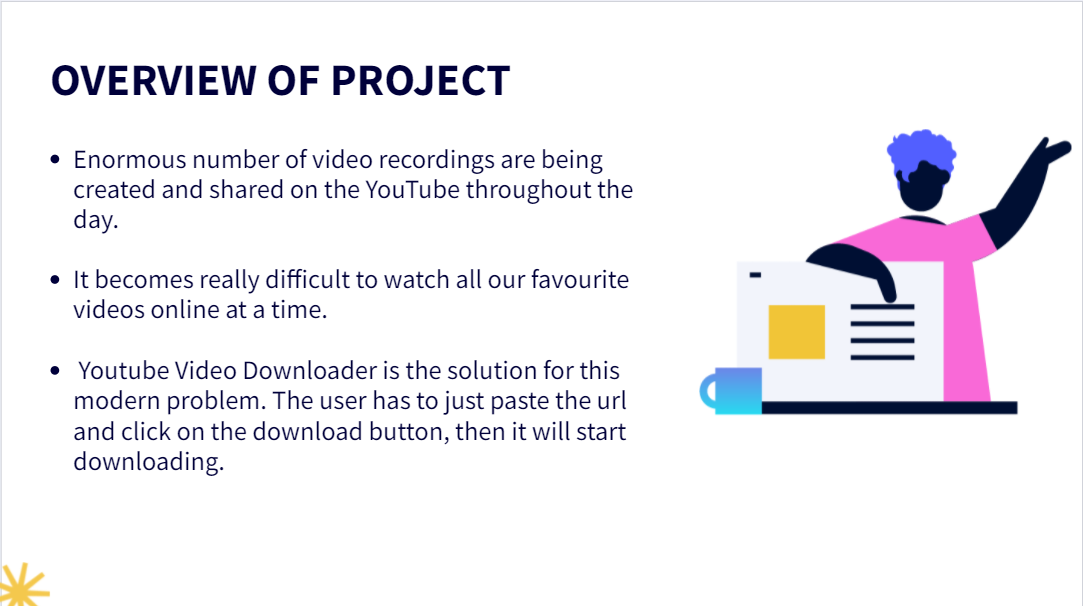 OVERVIEW OF PROJECT
• Enormous number of video recordings are being
created and shared on the YouTube throughout the
day.
• It becomes really difficult to watch all our favourite
videos online at a time.
• Youtube Video Downloader is the solution for this
modern problem. The user has to just paste the url
and click on the download button, then it will start
downloading.